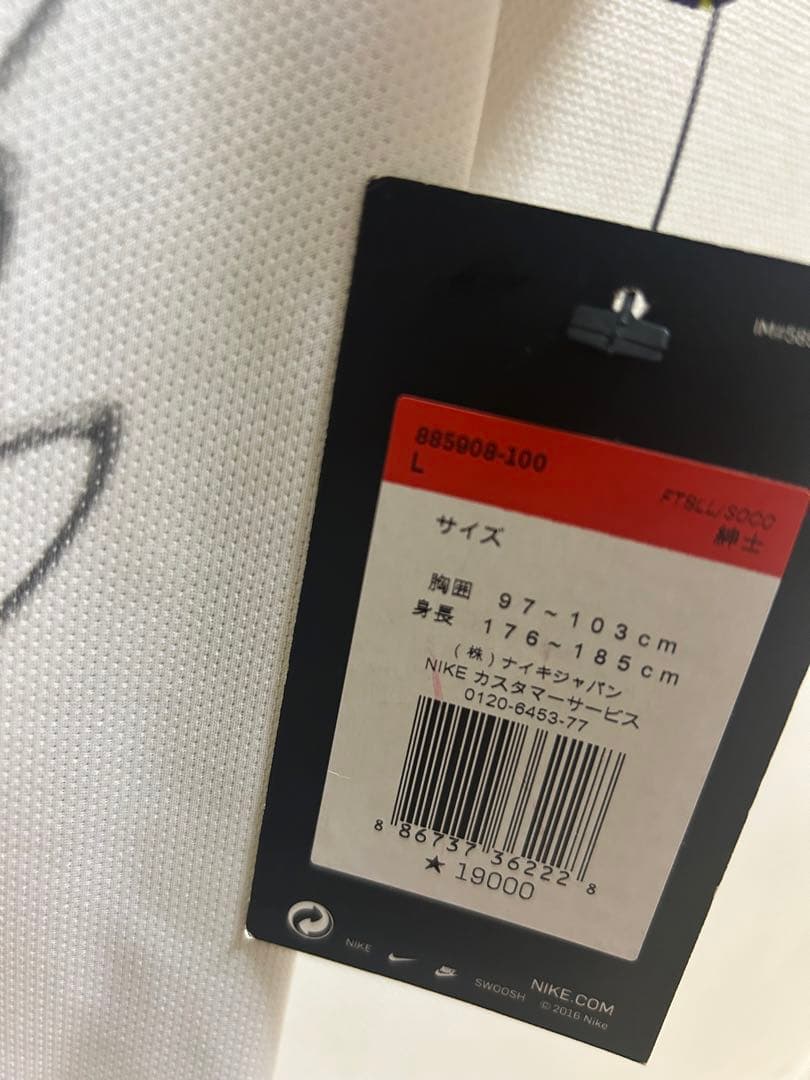 885908-100
L
FTBLL/SOCO
紳士
サイズ
胸囲 97~103cm
身長 176~185cm
(株)ナイキジャパン
NIKE カスタマーサービス
0120-6453-77
8 86737 36222 8
★ 19000
NIKE
SWOOSH
NIKE.COM
© 2016 Nike